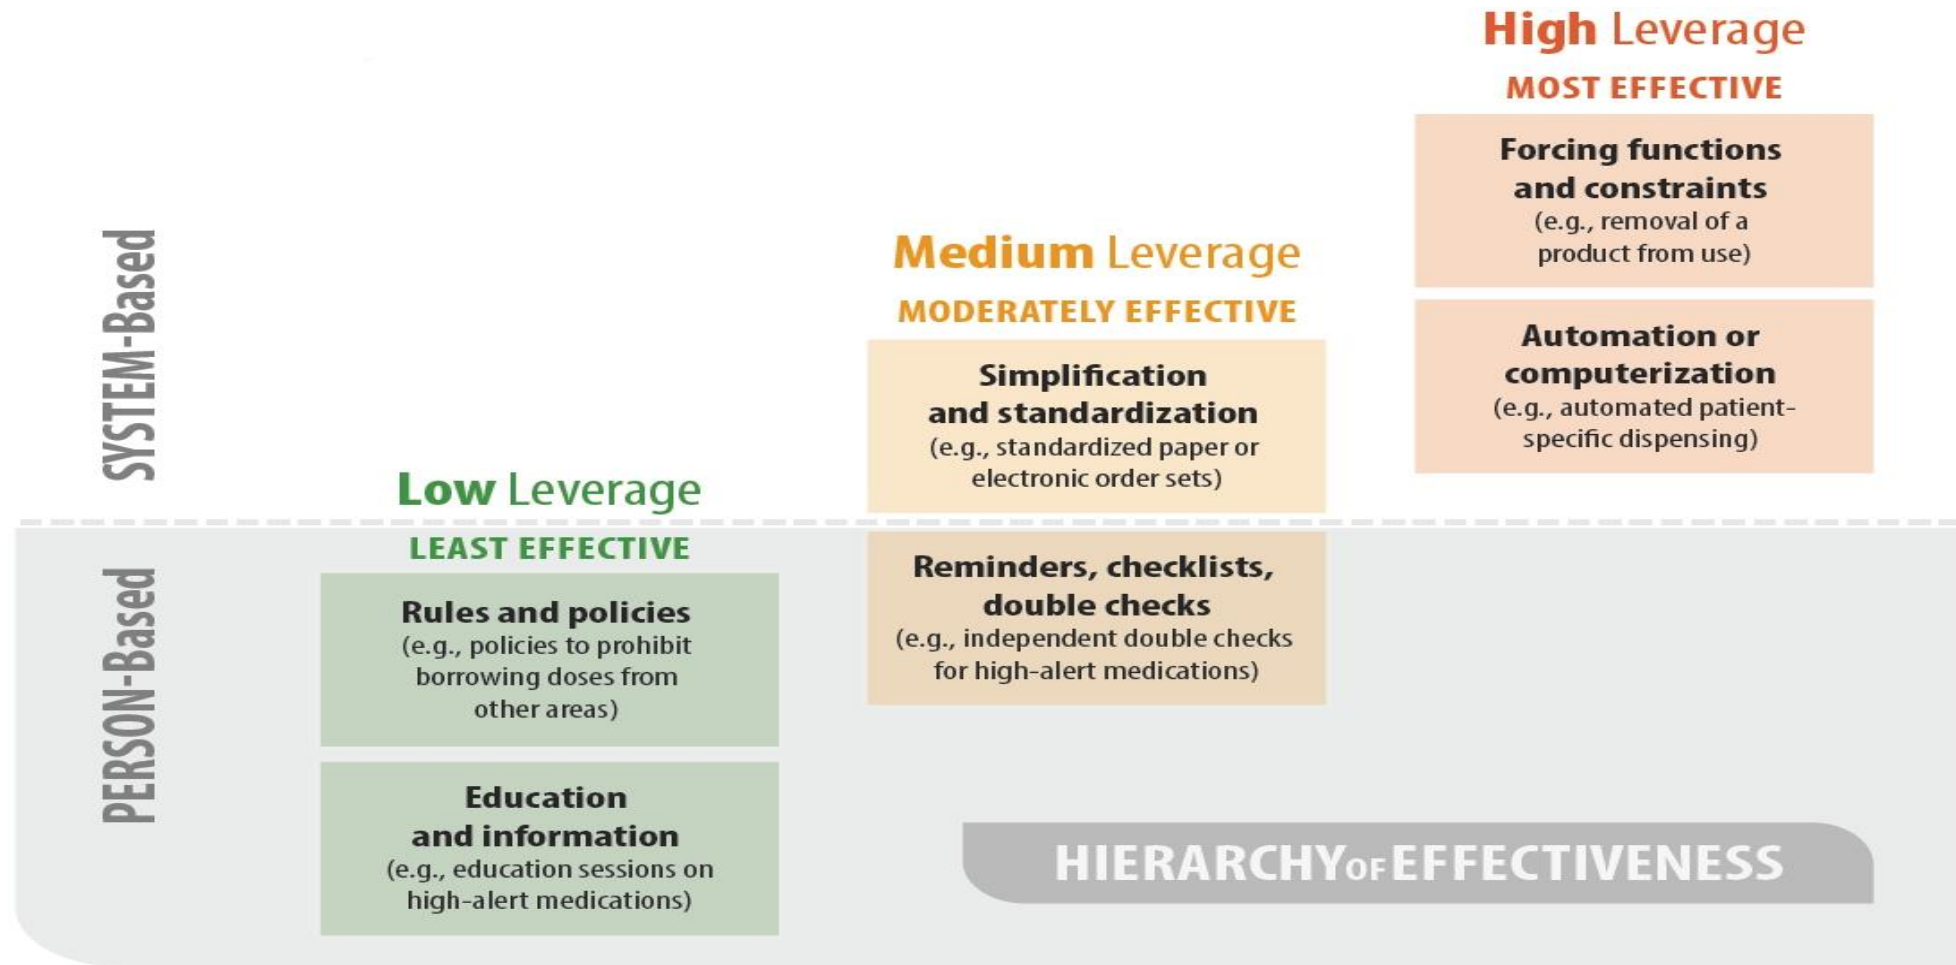 High Leverage
MOST EFFECTIVE
Forcing functions
and constraints
(e.g., removal of a
product from use)
Automation or
computerization
(e.g., automated patient-
specific dispensing)
Medium Leverage
MODERATELY EFFECTIVE
Simplification
and standardization
(e.g., standardized paper or
electronic order sets)
Reminders, checklists,
double checks
(e.g., independent double checks
for high-alert medications)
Low Leverage
LEAST EFFECTIVE
Rules and policies
(e.g., policies to prohibit
borrowing doses from
other areas)
Education
and information
(e.g., education sessions on
high-alert medications)
SYSTEM-Based
PERSON-Based
HIERARCHY OF EFFECTIVENESS